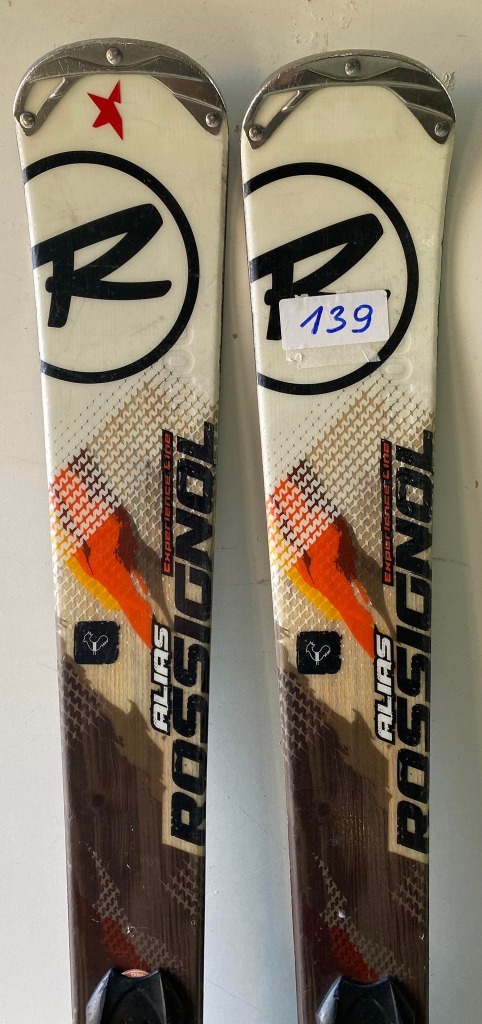 R
Experience Line
ROSSIGNOL
ALIAS
R
139
Experience Line
ROSSIGNOL
ALIAS